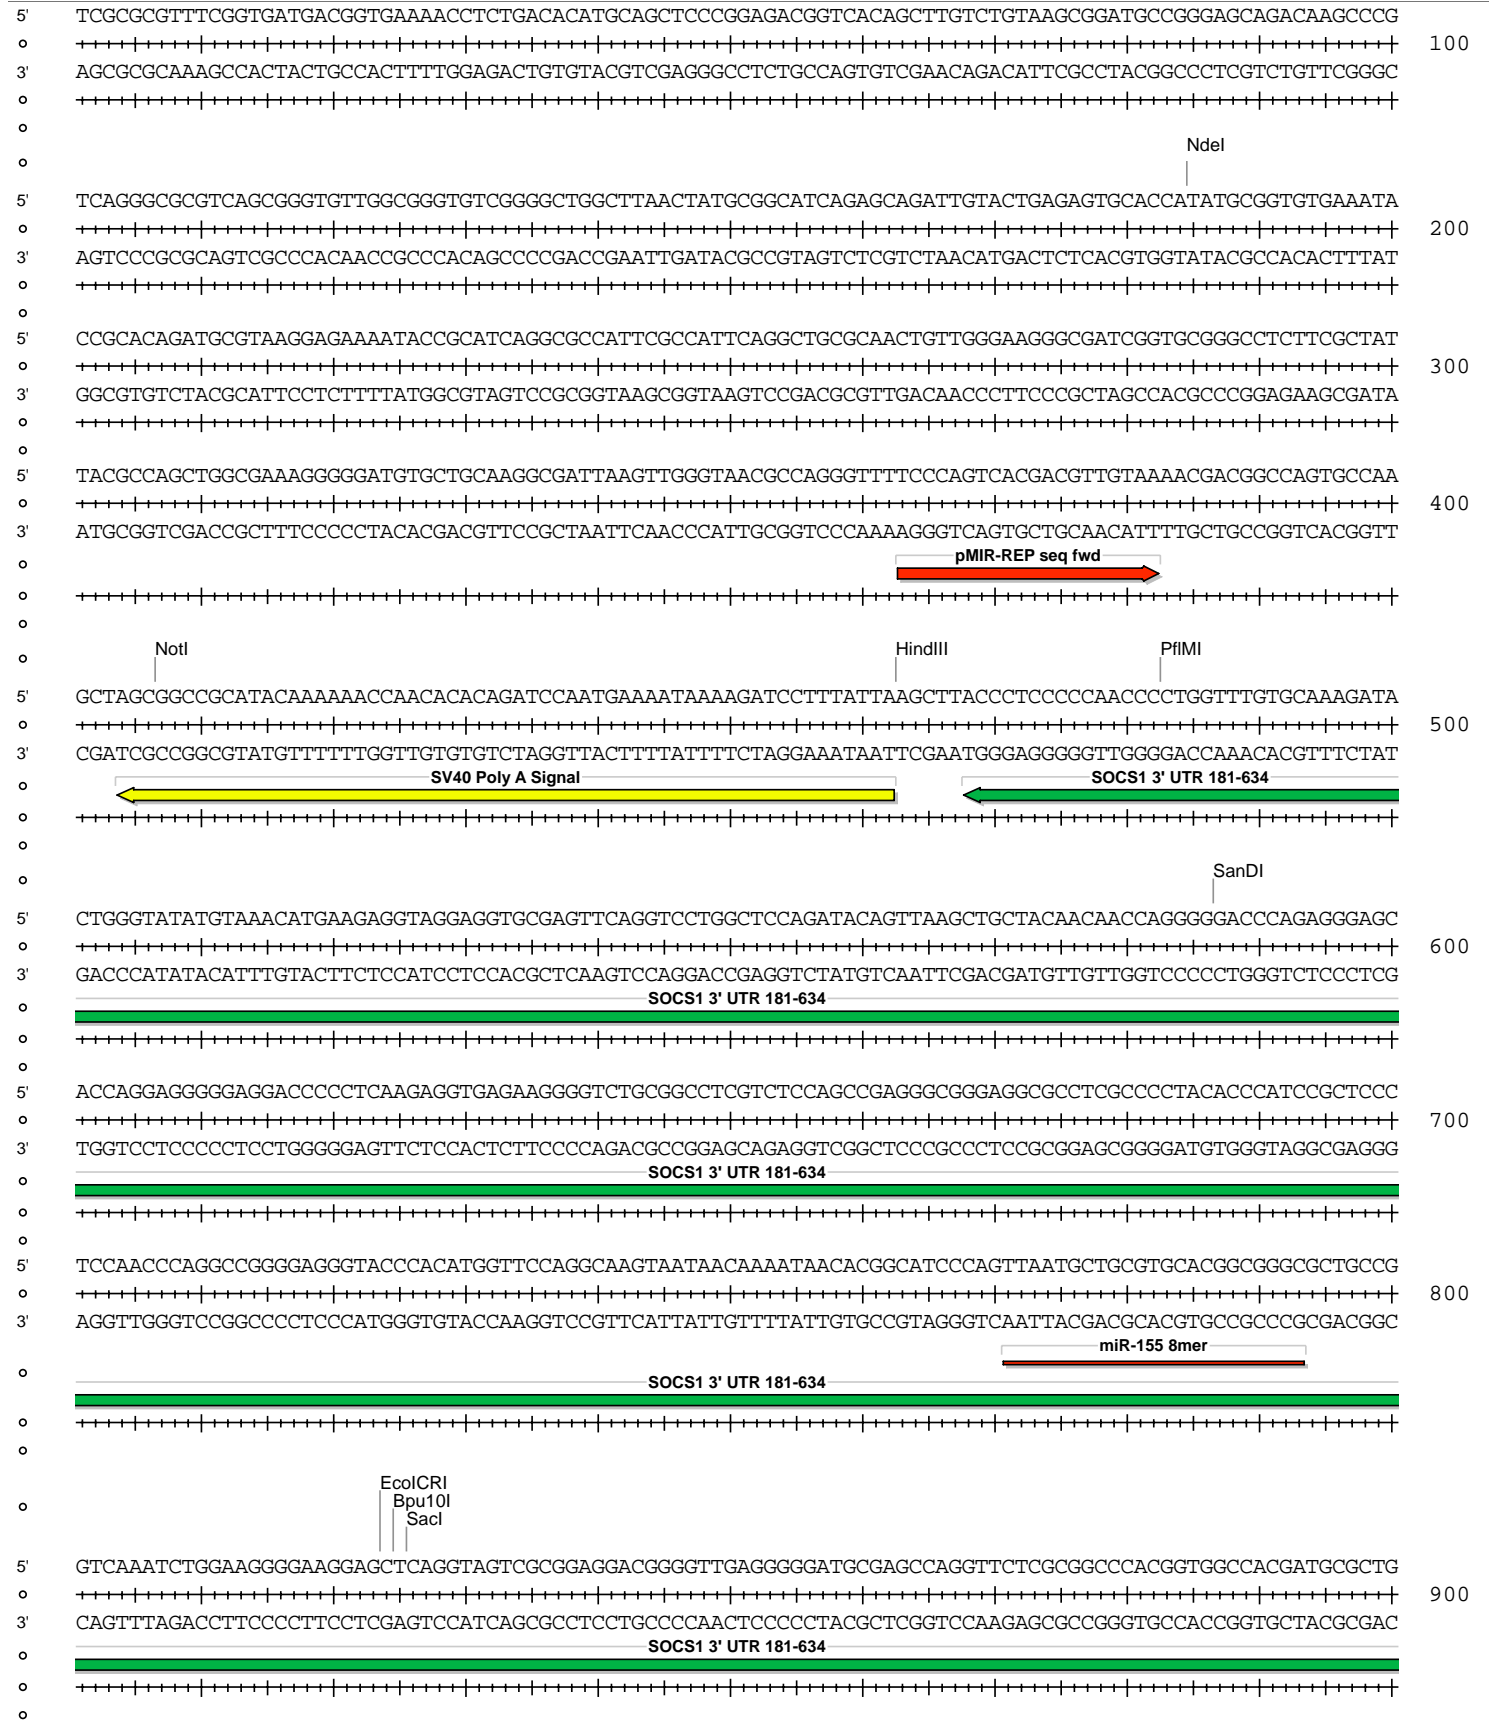 5' TCGCGCGTTTCGGTGATGACGGTGAAAACCTCTGACACATGCAGCTCCCGGAGACGGTCACAGCTTGTCTGTAAGCGGATGCCGGGAGCAGACAAGCCCG
100
3' AGCGCGCAAAGCCACTACTGCCACTTTTGGAGACTGTGTACGTCGAGGGCCTCTGCCAGTGTCGAACAGACATTCGCCTACGGCCCTCGTCTGTTCGGGC
NdeI
5' TCAGGGCGCGTCAGCGGGTGTTGGCGGGTGTCGGGGCTGGCTTAACTATGCGGCATCAGAGCAGATTGTACTGAGAGTGCACCATATGCGGTGTGAAATA
200
3' AGTCCCGCGCAGTCGCCCACAACCGCCCACAGCCCCGACCGAATTGATACGCCGTAGTCTCGTCTAACATGACTCTCACGTGGTATACGCCACACTTTAT
5' CCGCACAGATGCGTAAGGAGAAAATACCGCATCAGGCGCCATTCGCCATTCAGGCTGCGCAACTGTTGGGAAGGGCGATCGGTGCGGGCCTCTTCGCTAT
300
3' GGCGTGTCTACGCATTCCTCTTTTATGGCGTAGTCCGCGGTAAGCGGTAAGTCCGACGCGTTGACAACCCTTCCCGCTAGCCACGCCCGGAGAAGCGATA
5' TACGCCAGCTGGCGAAAGGGGGATGTGCTGCAAGGCGATTAAGTTGGGTAACGCCAGGGTTTTCCCAGTCACGACGTTGTAAAACGACGGCCAGTGCCAA
400
3' ATGCGGTCGACCGCTTTCCCCCTACACGACGTTCCGCTAATTCAACCCATTGCGGTCCCAAAAGGGTCAGTGCTGCAACATTTTGCTGCCGGTCACGGTT
pMIR-REP seq fwd
NotI HindIII PflMI
5' GCTAGCGGCCGCATACAAAAAACCAACACACAGATCCAATGAAAATAAAAGATCCTTTATTAAGCTTACCCTCCCCCAACCCCTGGTTTGTGCAAAGATA
500
3' CGATCGCCGGCGTATGTTTTTTGGTTGTGTGTCTAGGTTACTTTTATTTTCTAGGAAATAATTCGAATGGGAGGGGGTTGGGGACCAAACACGTTTCTAT
SV40 Poly A Signal SOCS1 3' UTR 181-634
SanDI
5' CTGGGTATATGTAAACATGAAGAGGTAGGAGGTGCGAGTTCAGGTCCTGGCTCCAGATACAGTTAAGCTGCTACAACAACCAGGGGGACCCAGAGGGAGC
600
3' GACCCATATACATTTGTACTTCTCCATCCTCCACGCTCAAGTCCAGGACCGAGGTCTATGTCAATTCGACGATGTTGTTGGTCCCCCTGGGTCTCCCTCG
SOCS1 3' UTR 181-634
5' ACCAGGAGGGGGAGGACCCCCTCAAGAGGTGAGAAGGGGTCTGCGGCCTCGTCTCCAGCCGAGGGCGGGAGGCGCCTCGCCCCTACACCCATCCGCTCCC
700
3' TGGTCCTCCCCCTCCTGGGGGAGTTCTCCACTCTTCCCCAGACGCCGGAGCAGAGGTCGGCTCCCGCCCTCCGCGGAGCGGGGATGTGGGTAGGCGAGGG
SOCS1 3' UTR 181-634
5' TCCAACCCAGGCCGGGGAGGGTACCCACATGGTTCCAGGCAAGTAATAACAAAATAACACGGCATCCCAGTTAATGCTGCGTGCACGGCGGGCGCTGCCG
800
3' AGGTTGGGTCCGGCCCCTCCCATGGGTGTACCAAGGTCCGTTCATTATTGTTTTATTGTGCCGTAGGGTCAATTACGACGCACGTGCCGCCCGCGACGGC
miR-155 8mer
SOCS1 3' UTR 181-634
EcoICRI
Bpu10I
SacI
5' GTCAAATCTGGAAGGGGAAGGAGCTCAGGTAGTCGCGGAGGACGGGGTTGAGGGGGATGCGAGCCAGGTTCTCGCGGCCCACGGTGGCCACGATGCGCTG
900
3' CAGTTTAGACCTTCCCCTTCCTCGAGTCCATCAGCGCCTCCTGCCCCAACTCCCCCTACGCTCGGTCCAAGAGCGCCGGGTGCCACCGGTGCTACGCGAC
SOCS1 3' UTR 181-634